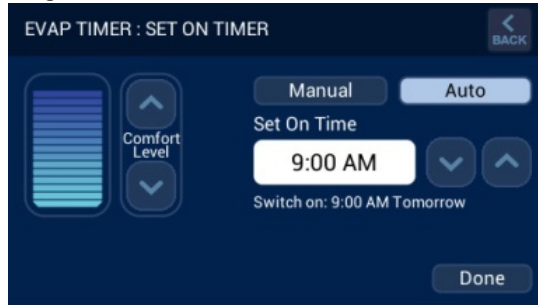 EVAP TIMER : SET ON TIMER
BACK
Manual
Auto
Set On Time
Comfort
Level
9:00 AM
Switch on: 9:00 AM Tomorrow
Done